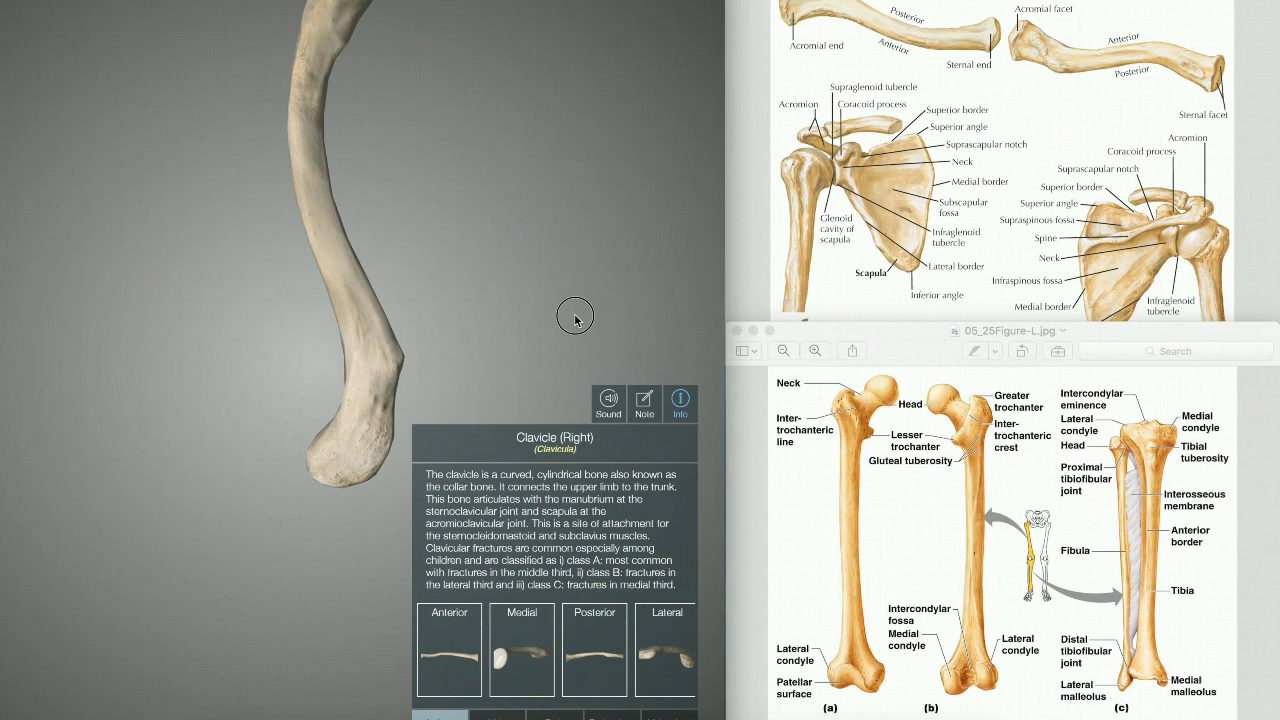 Sound
Note
Info
Clavicle (Right)
(Clavicula)
The clavicle is a curved, cylindrical bone also known as
the collar bone. It connects the upper limb to the trunk.
This bone articulates with the manubrium at the
sternoclavicular joint and scapula at the
acromioclavicular joint. This is a site of attachment for
the sternocleidomastoid and subclavius muscles.
Clavicular fractures are common especially among
children and are classified as i) class A: most common
with fractures in the middle third, ii) class B: fractures in
the lateral third and iii) class C: fractures in medial third.
Anterior
Medial
Posterior
Lateral
Posterior
Anterior
Acromial end
Sternal end
Acromial facet
Anterior
Posterior
Sternal facet
Supraglenoid tubercle
Acromion
Coracoid process
Superior border
Superior angle
Suprascapular notch
Neck
Medial border
Subscapular
fossa
Glenoid
cavity of
scapula
Infraglenoid
tubercle
Scapula
Lateral border
Inferior angle
Acromion
Coracoid process
Suprascapular notch
Superior border
Superior angle
Supraspinous fossa
Spine
Neck
Infraspinous fossa
Medial border
Infraglenoid
tubercle
05_25Figure-L.jpg
Search
Neck
Inter-
trochanteric
line
Head
Lesser
trochanter
Gluteal tuberosity
Greater
trochanter
Inter-
trochanteric
crest
Intercondylar
fossa
Medial
condyle
Lateral
condyle
Lateral
condyle
Patellar
surface
Intercondylar
eminence
Lateral
condyle
Head
Proximal
tibiofibular
joint
Medial
condyle
Tibial
tuberosity
Interosseous
membrane
Anterior
border
Fibula
Tibia
Distal
tibiofibular
joint
Lateral
malleolus
Medial
malleolus
(a)
(b)
(c)